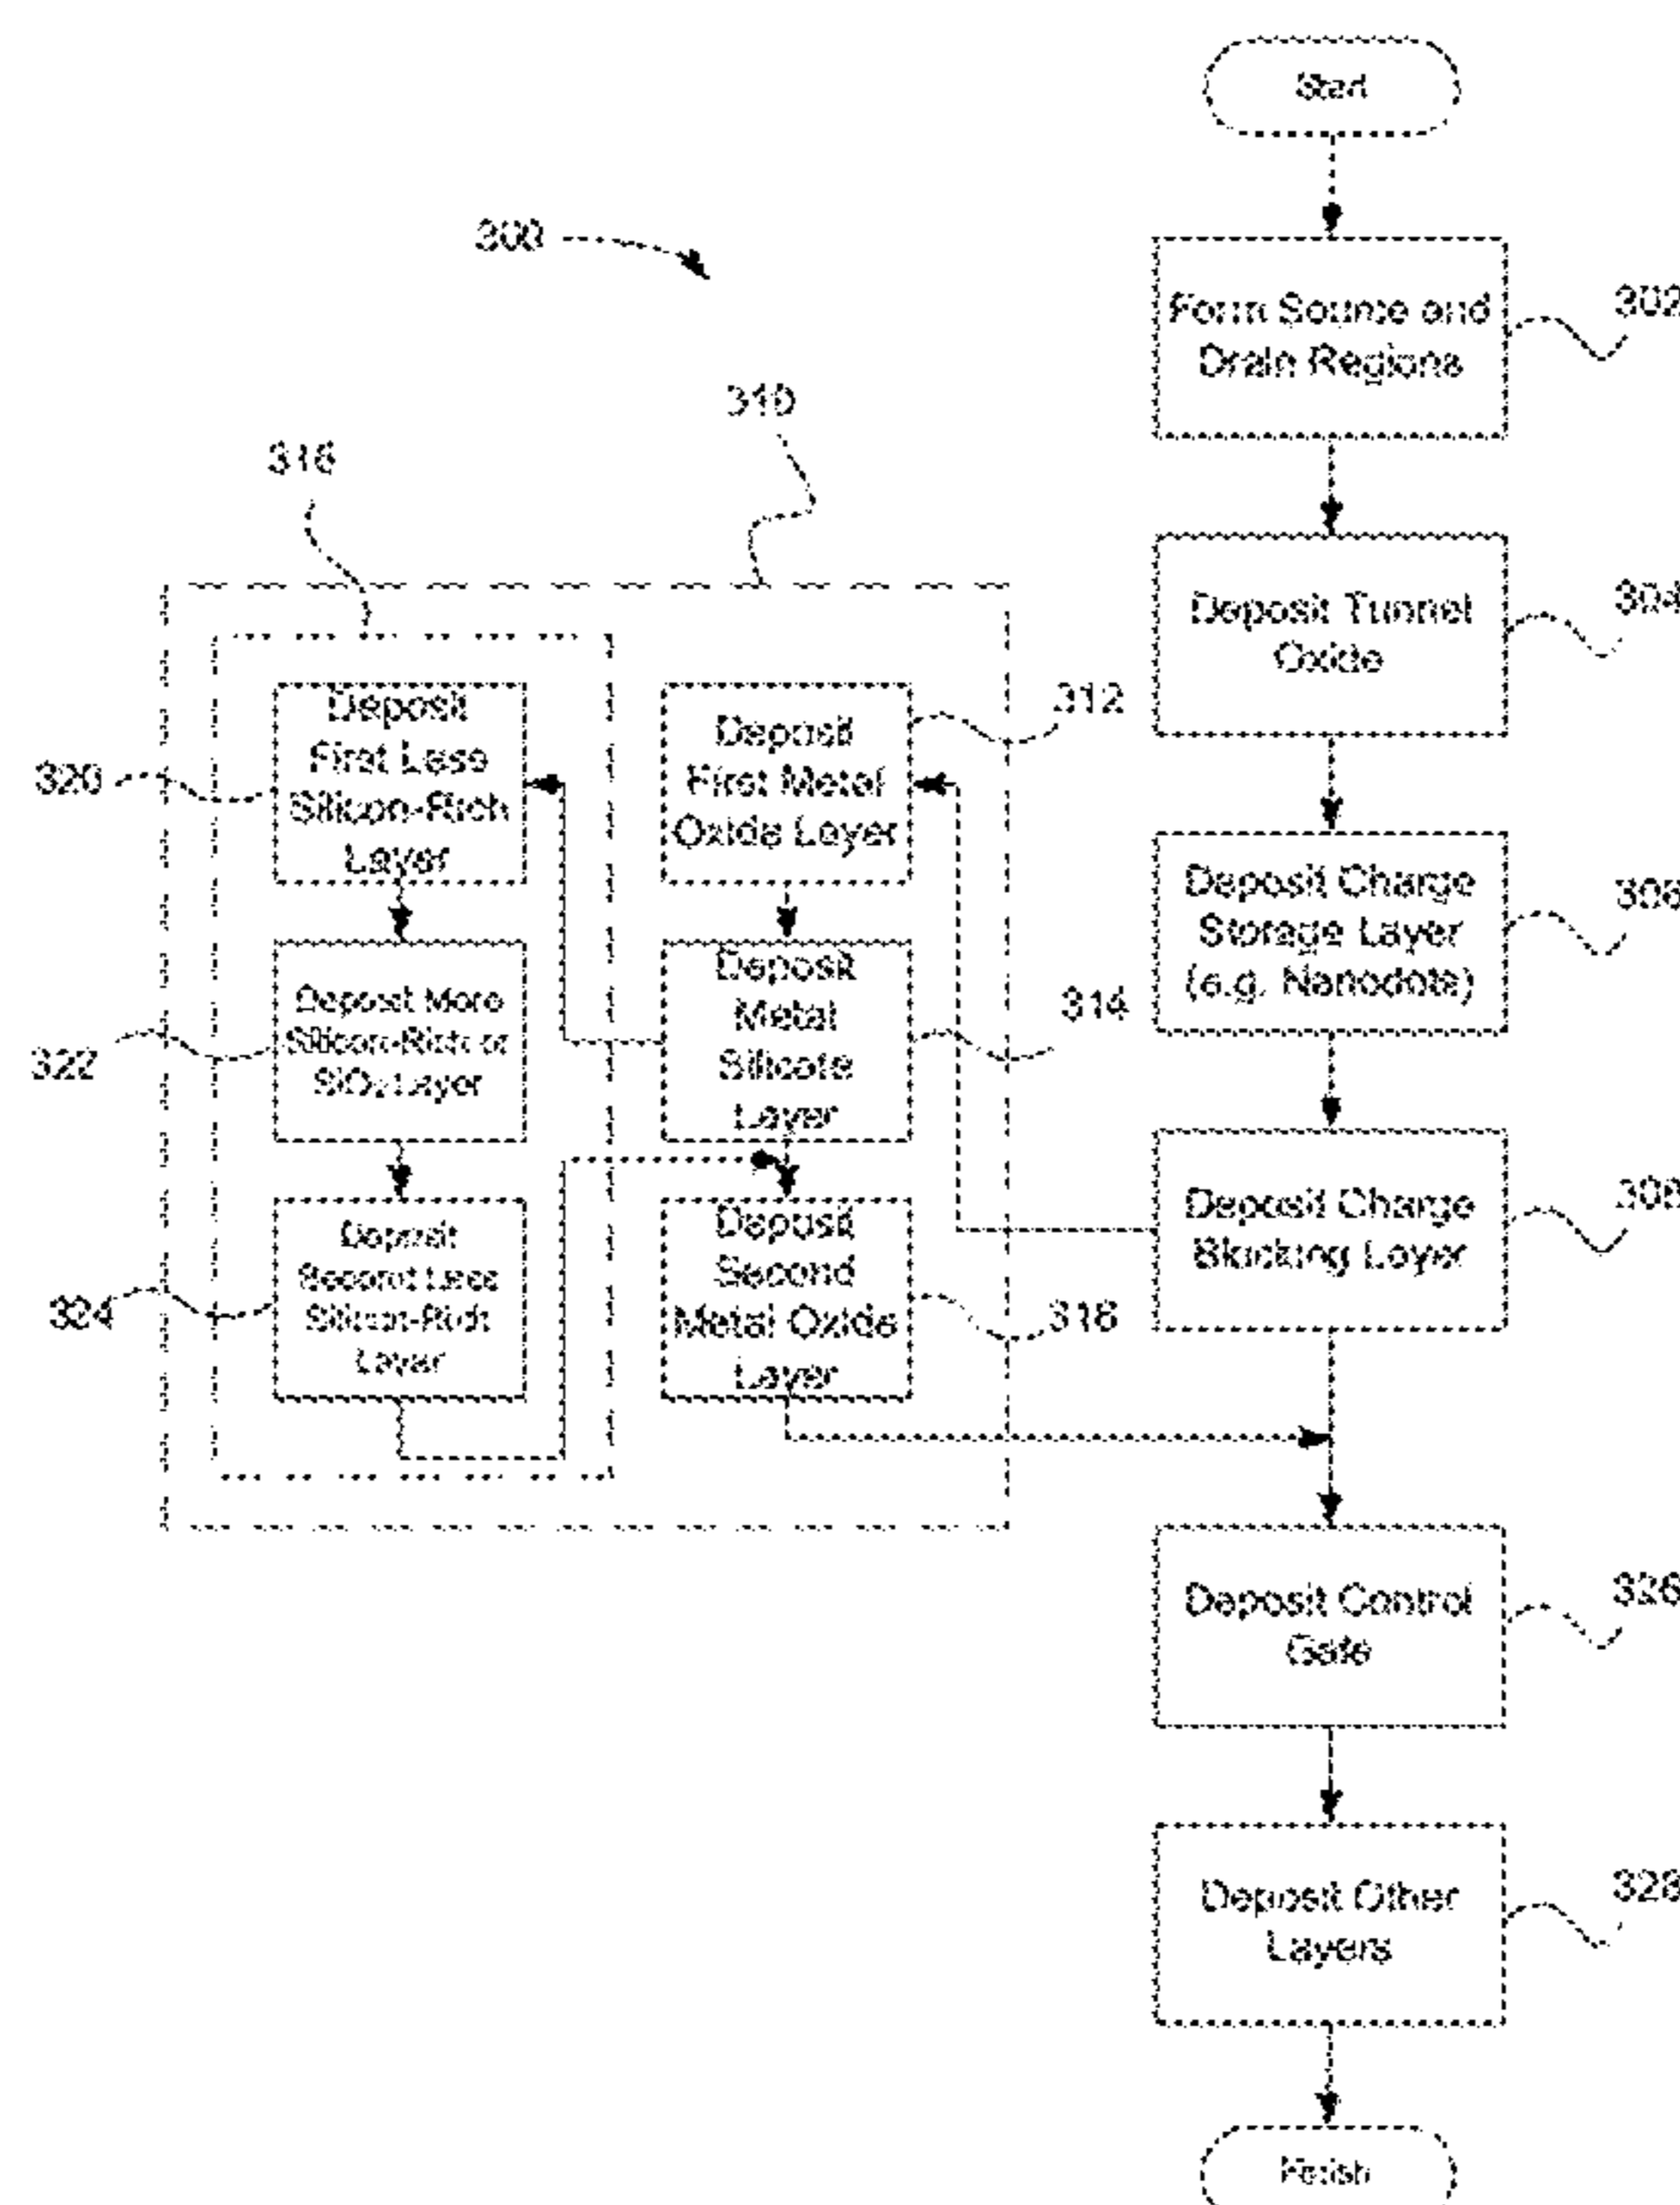 Start
300
Form Source and
Drain Regions
302
310
316
Deposit Tunnel
Oxide
304
Deposit
First Less
Silicon-Rich
Layer
320
Deposit
First Metal
Oxide Layer
312
Deposit Charge
Storage Layer
(e.g. Nanodots)
306
Deposit More
Silicon-Rich or
SiO₂ Layer
322
Deposit
Metal
Silicate
Layer
314
Deposit Charge
Blocking Layer
308
Deposit
Second Less
Silicon-Rich
Layer
324
Deposit
Second
Metal Oxide
Layer
316
Deposit Control
Gate
326
Deposit Other
Layers
328
Finish